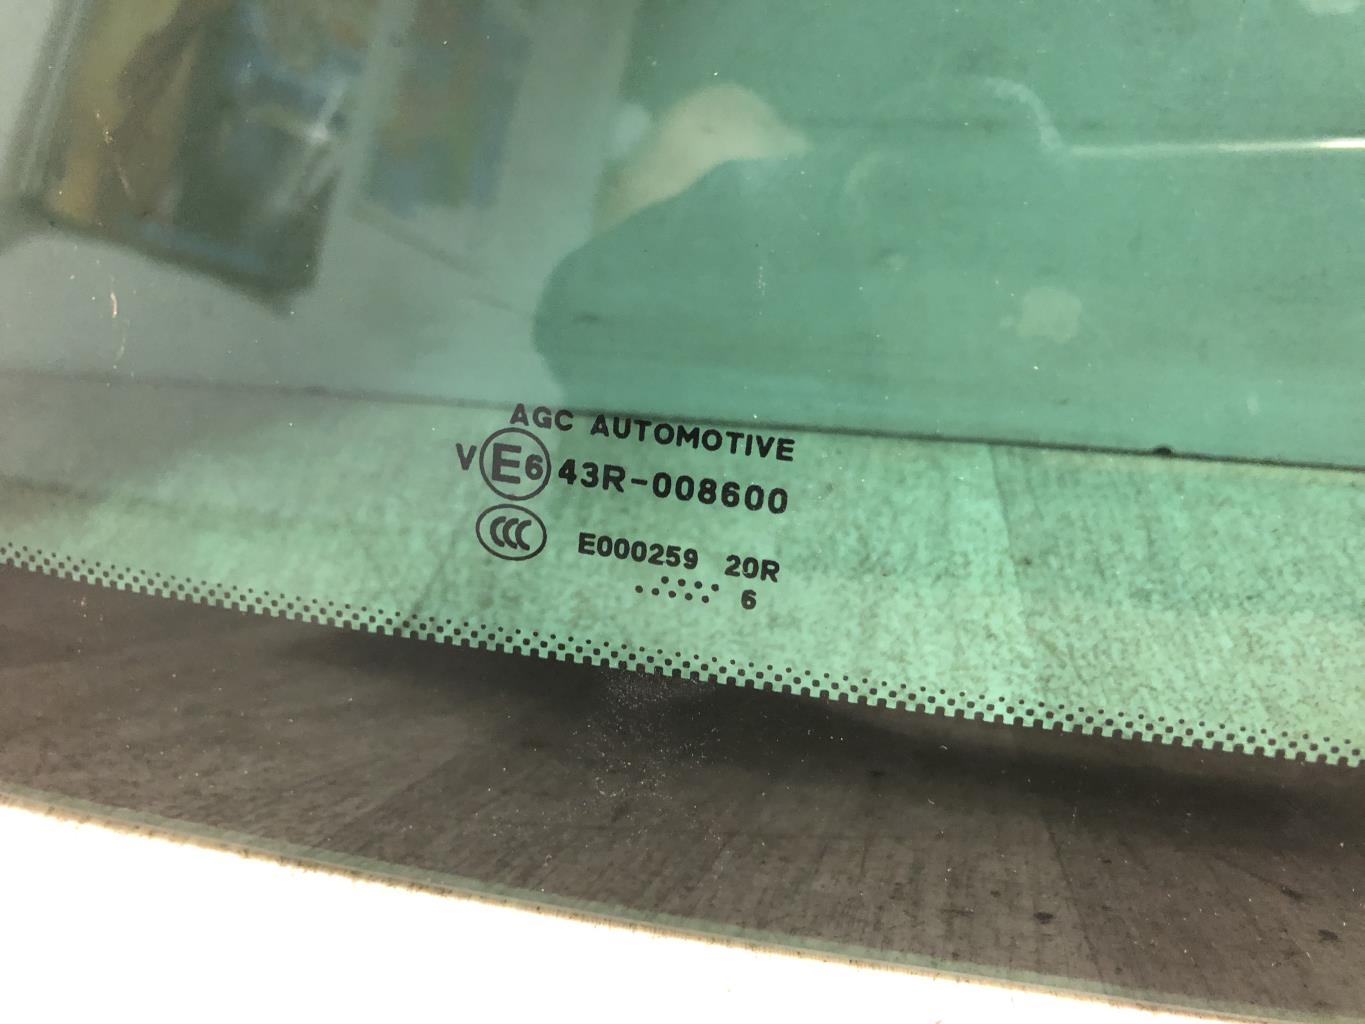 AGC AUTOMOTIVE
V E6 43R-008600
CCC E000259 20R
6